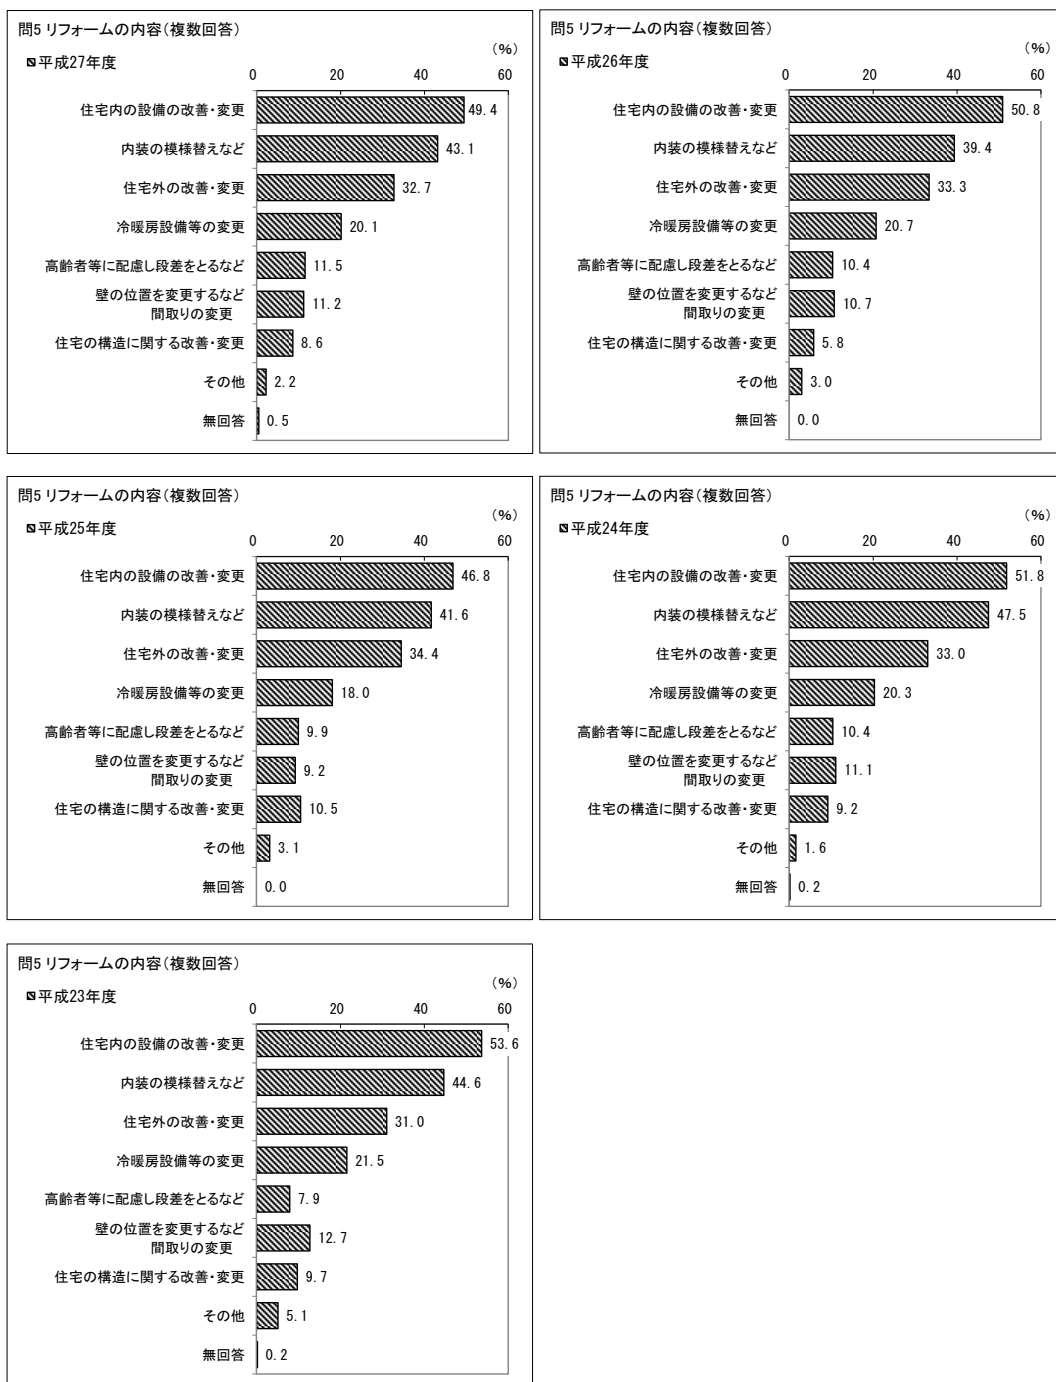 問5 リフォームの内容(複数回答)
(%)
平成27年度
0 20 40 60
住宅内の設備の改善・変更 49.4
内装の模様替えなど 43.1
住宅外の改善・変更 32.7
冷暖房設備等の変更 20.1
高齢者等に配慮し段差をとるなど 11.5
壁の位置を変更するなど
間取りの変更 11.2
住宅の構造に関する改善・変更 8.6
その他 2.2
無回答 0.5
問5 リフォームの内容(複数回答)
(%)
平成26年度
0 20 40 60
住宅内の設備の改善・変更 50.8
内装の模様替えなど 39.4
住宅外の改善・変更 33.3
冷暖房設備等の変更 20.7
高齢者等に配慮し段差をとるなど 10.4
壁の位置を変更するなど
間取りの変更 10.7
住宅の構造に関する改善・変更 5.8
その他 3.0
無回答 0.0
問5 リフォームの内容(複数回答)
(%)
平成25年度
0 20 40 60
住宅内の設備の改善・変更 46.8
内装の模様替えなど 41.6
住宅外の改善・変更 34.4
冷暖房設備等の変更 18.0
高齢者等に配慮し段差をとるなど 9.9
壁の位置を変更するなど
間取りの変更 9.2
住宅の構造に関する改善・変更 10.5
その他 3.1
無回答 0.0
問5 リフォームの内容(複数回答)
(%)
平成24年度
0 20 40 60
住宅内の設備の改善・変更 51.8
内装の模様替えなど 47.5
住宅外の改善・変更 33.0
冷暖房設備等の変更 20.3
高齢者等に配慮し段差をとるなど 10.4
壁の位置を変更するなど
間取りの変更 11.1
住宅の構造に関する改善・変更 9.2
その他 1.6
無回答 0.2
問5 リフォームの内容(複数回答)
(%)
平成23年度
0 20 40 60
住宅内の設備の改善・変更 53.6
内装の模様替えなど 44.6
住宅外の改善・変更 31.0
冷暖房設備等の変更 21.5
高齢者等に配慮し段差をとるなど 7.9
壁の位置を変更するなど
間取りの変更 12.7
住宅の構造に関する改善・変更 9.7
その他 5.1
無回答 0.2